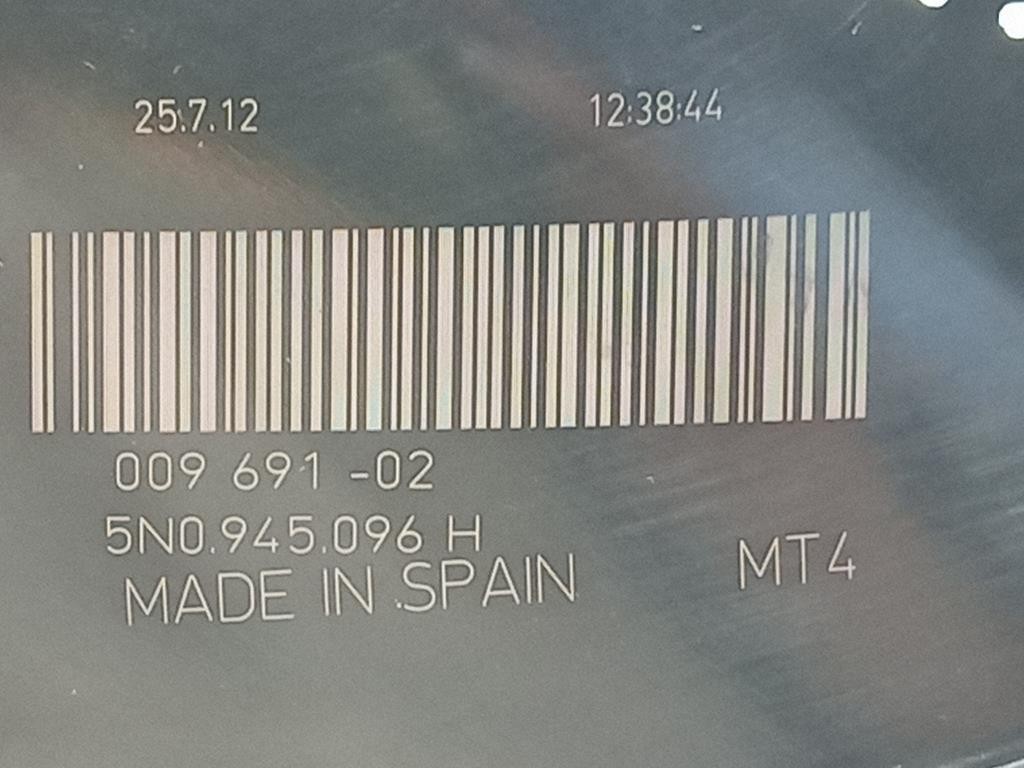 25.7.12 12:38:44
009 691 -02
5N0.945.096 H
MADE IN SPAIN MT4